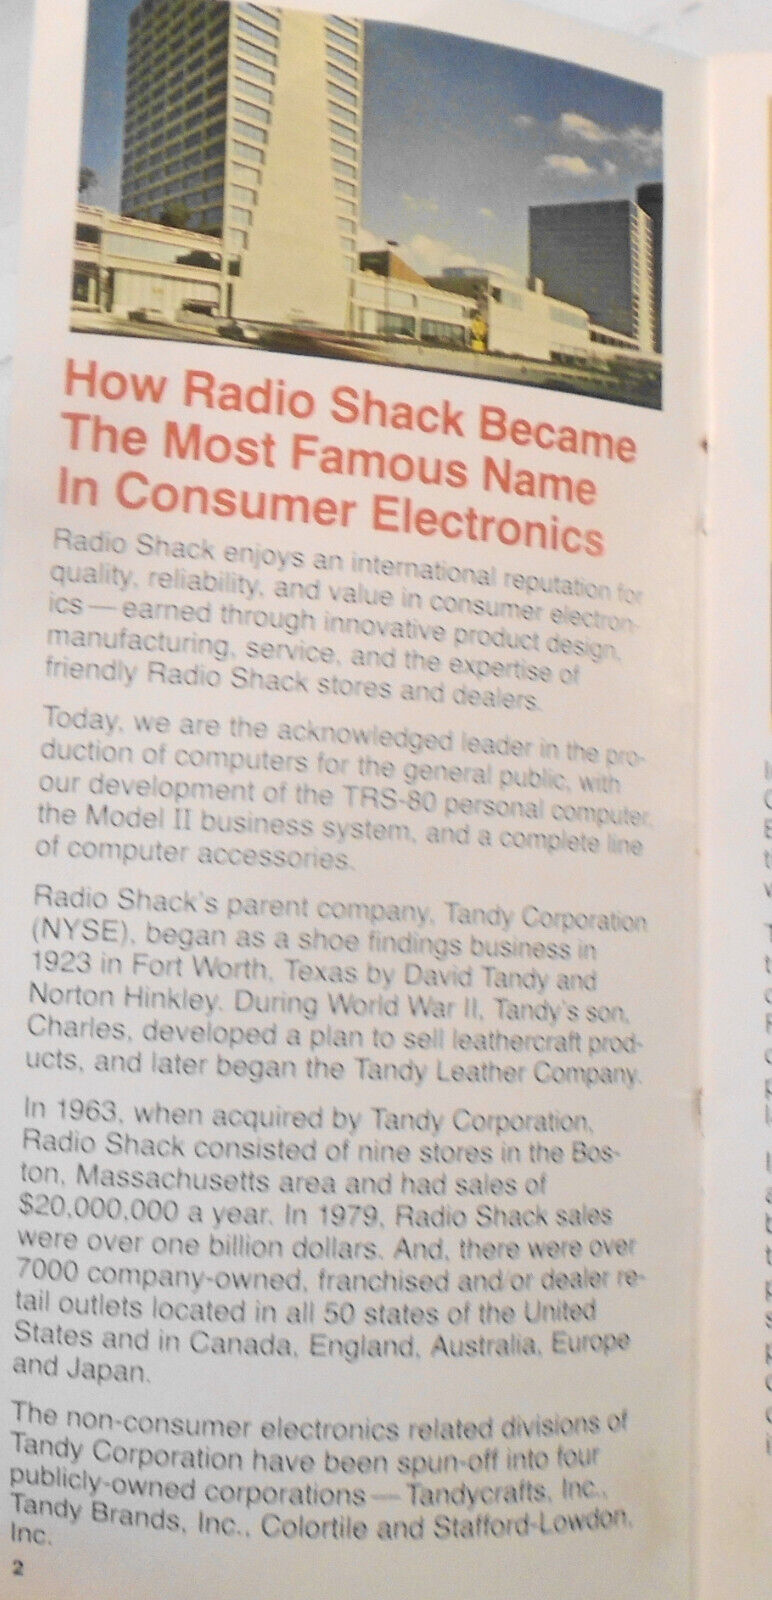 How Radio Shack Became
The Most Famous Name
In Consumer Electronics
Radio Shack enjoys an international reputation for
quality, reliability, and value in consumer electron-
ics — earned through innovative product design,
manufacturing, service, and the expertise of
friendly Radio Shack stores and dealers.
Today, we are the acknowledged leader in the pro-
duction of computers for the general public, with
our development of the TRS-80 personal computer,
the Model II business system, and a complete line
of computer accessories.
Radio Shack's parent company, Tandy Corporation
(NYSE), began as a shoe findings business in
1923 in Fort Worth, Texas by David Tandy and
Norton Hinkley. During World War II, Tandy's son,
Charles, developed a plan to sell leathercraft prod-
ucts, and later began the Tandy Leather Company.
In 1963, when acquired by Tandy Corporation,
Radio Shack consisted of nine stores in the Bos-
ton, Massachusetts area and had sales of
$20,000,000 a year. In 1979, Radio Shack sales
were over one billion dollars. And, there were over
7000 company-owned, franchised and/or dealer re-
tail outlets located in all 50 states of the United
States and in Canada, England, Australia, Europe
and Japan.
The non-consumer electronics related divisions of
Tandy Corporation have been spun-off into four
publicly-owned corporations — Tandycrafts, Inc.,
Tandy Brands, Inc., Colortile and Stafford-Lowdon,
Inc.
2